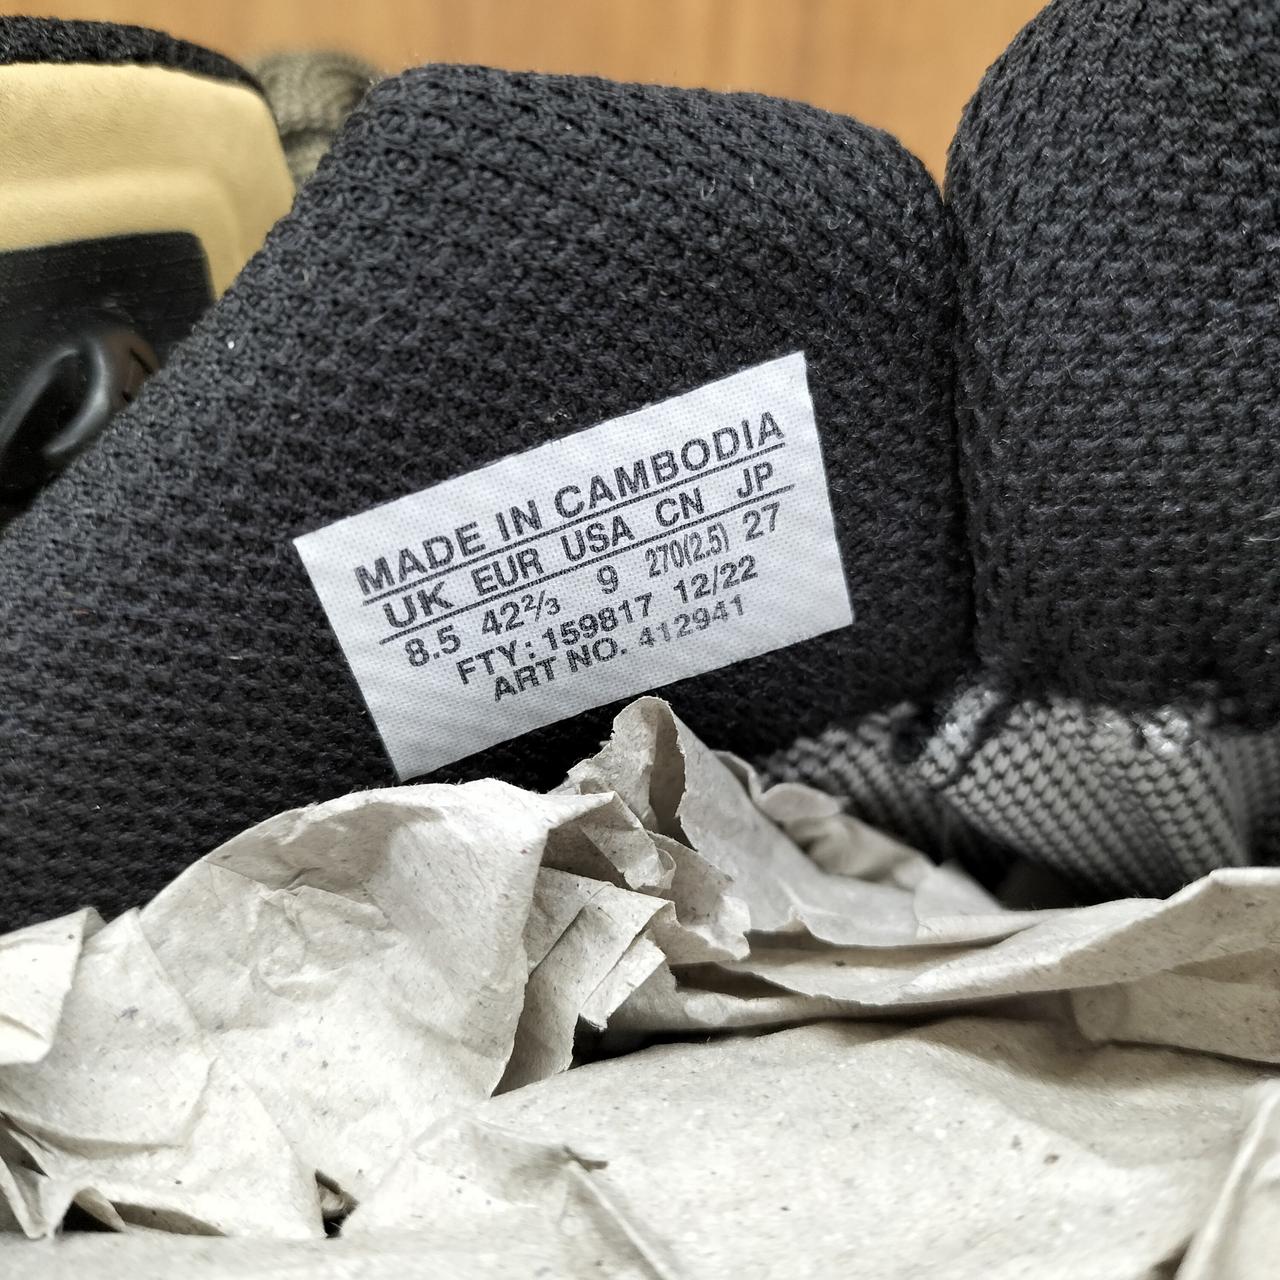 MADE IN CAMBODIA
UK EUR USA CN JP
8.5 42⅔ 9 270(2.5) 27
FTY: 159817 12/22
ART NO. 412941